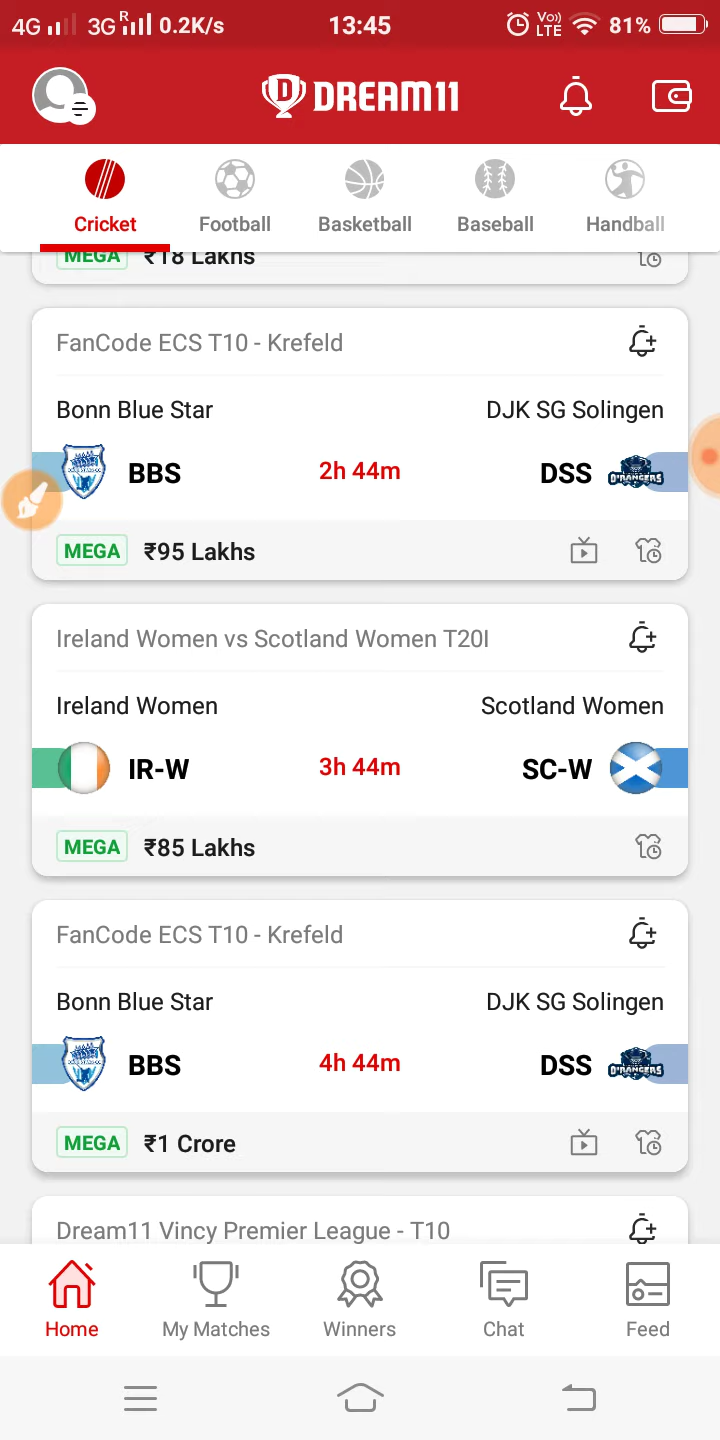 4G 3G R 0.2K/s 13:45 Vo)) LTE 81%
DREAM11
Cricket Football Basketball Baseball Handball
MEGA ₹18 Lakhs
FanCode ECS T10 - Krefeld
Bonn Blue Star DJK SG Solingen
BBS 2h 44m DSS
D'RANGERS
MEGA ₹95 Lakhs
Ireland Women vs Scotland Women T20I
Ireland Women Scotland Women
IR-W 3h 44m SC-W
MEGA ₹85 Lakhs
FanCode ECS T10 - Krefeld
Bonn Blue Star DJK SG Solingen
BBS 4h 44m DSS
D'RANGERS
MEGA ₹1 Crore
Dream11 Vincy Premier League - T10
Home My Matches Winners Chat Feed